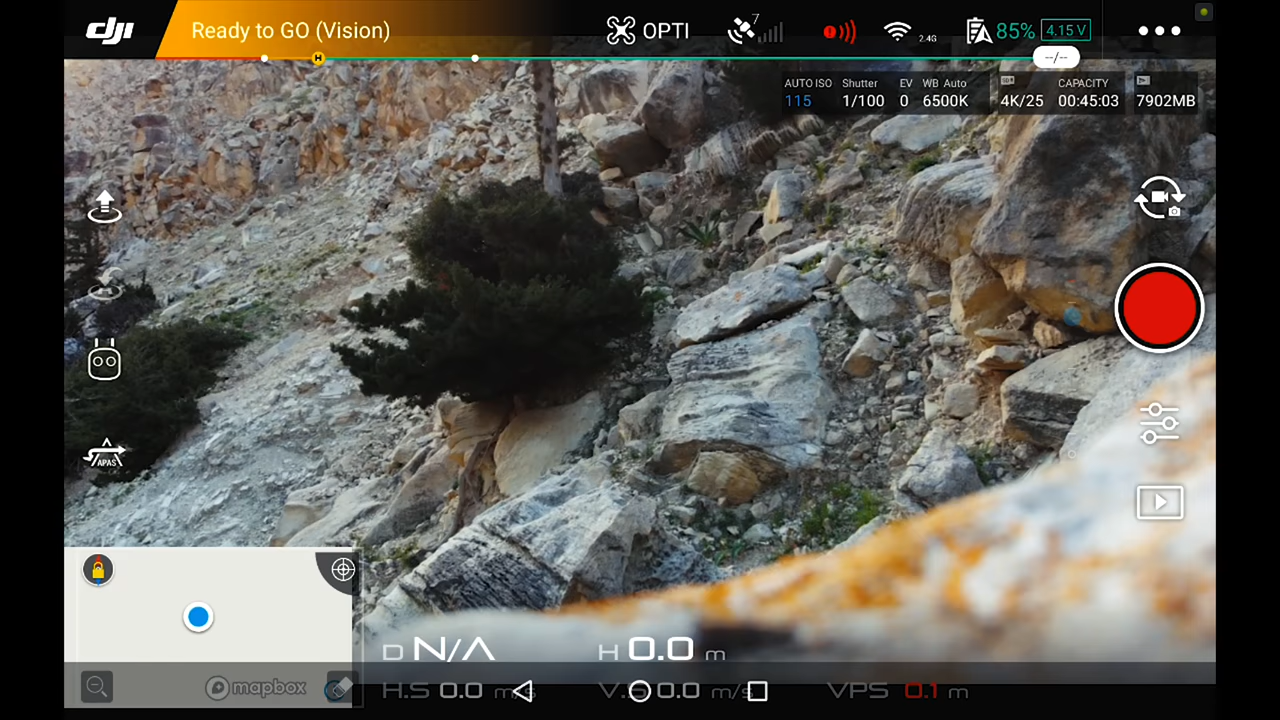 dji Ready to GO (Vision) OPTI 7 2.4G 85% 4.15 V
H --/--
AUTO ISO Shutter EV WB Auto CAPACITY
115 1/100 0 6500K 4K/25 00:45:03 7902MB
APAS
D N/A H 0.0 m
mapbox H.S 0.0 m/s V.S 0.0 m/s VPS 0.1 m